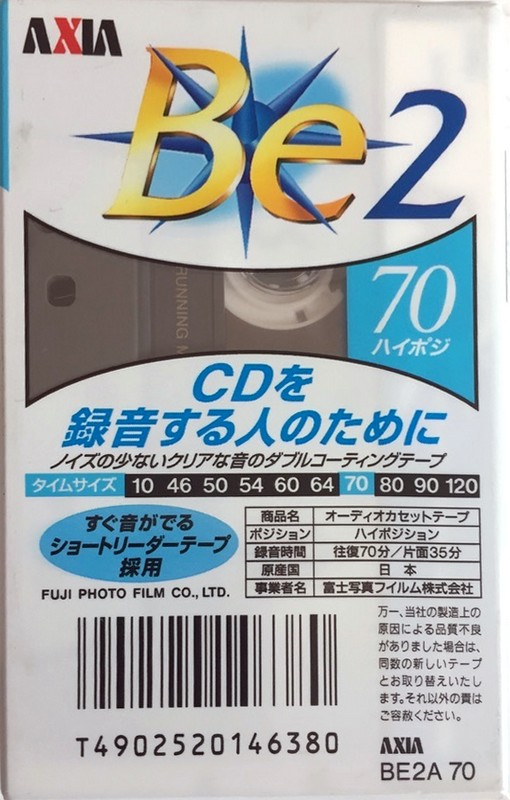 AXIA
Be2
RUNNING M
70
ハイポジ
CDを
録音する人のために
ノイズの少ないクリアな音のダブルコーティングテープ
タイムサイズ 10 46 50 54 60 64 70 80 90 120
すぐ音がでる
ショートリーダーテープ
採用
FUJI PHOTO FILM CO., LTD.
商品名 オーディオカセットテープ
ポジション ハイポジション
録音時間 往復70分/片面35分
原産国 日本
事業者名 富士写真フイルム株式会社
万一、当社の製造上の
原因による品質不良
がありました場合は、
同数の新しいテープ
とお取り替えいたし
ます。それ以外の責は
ご容赦ください。
T4902520146380
AXIA
BE2A 70